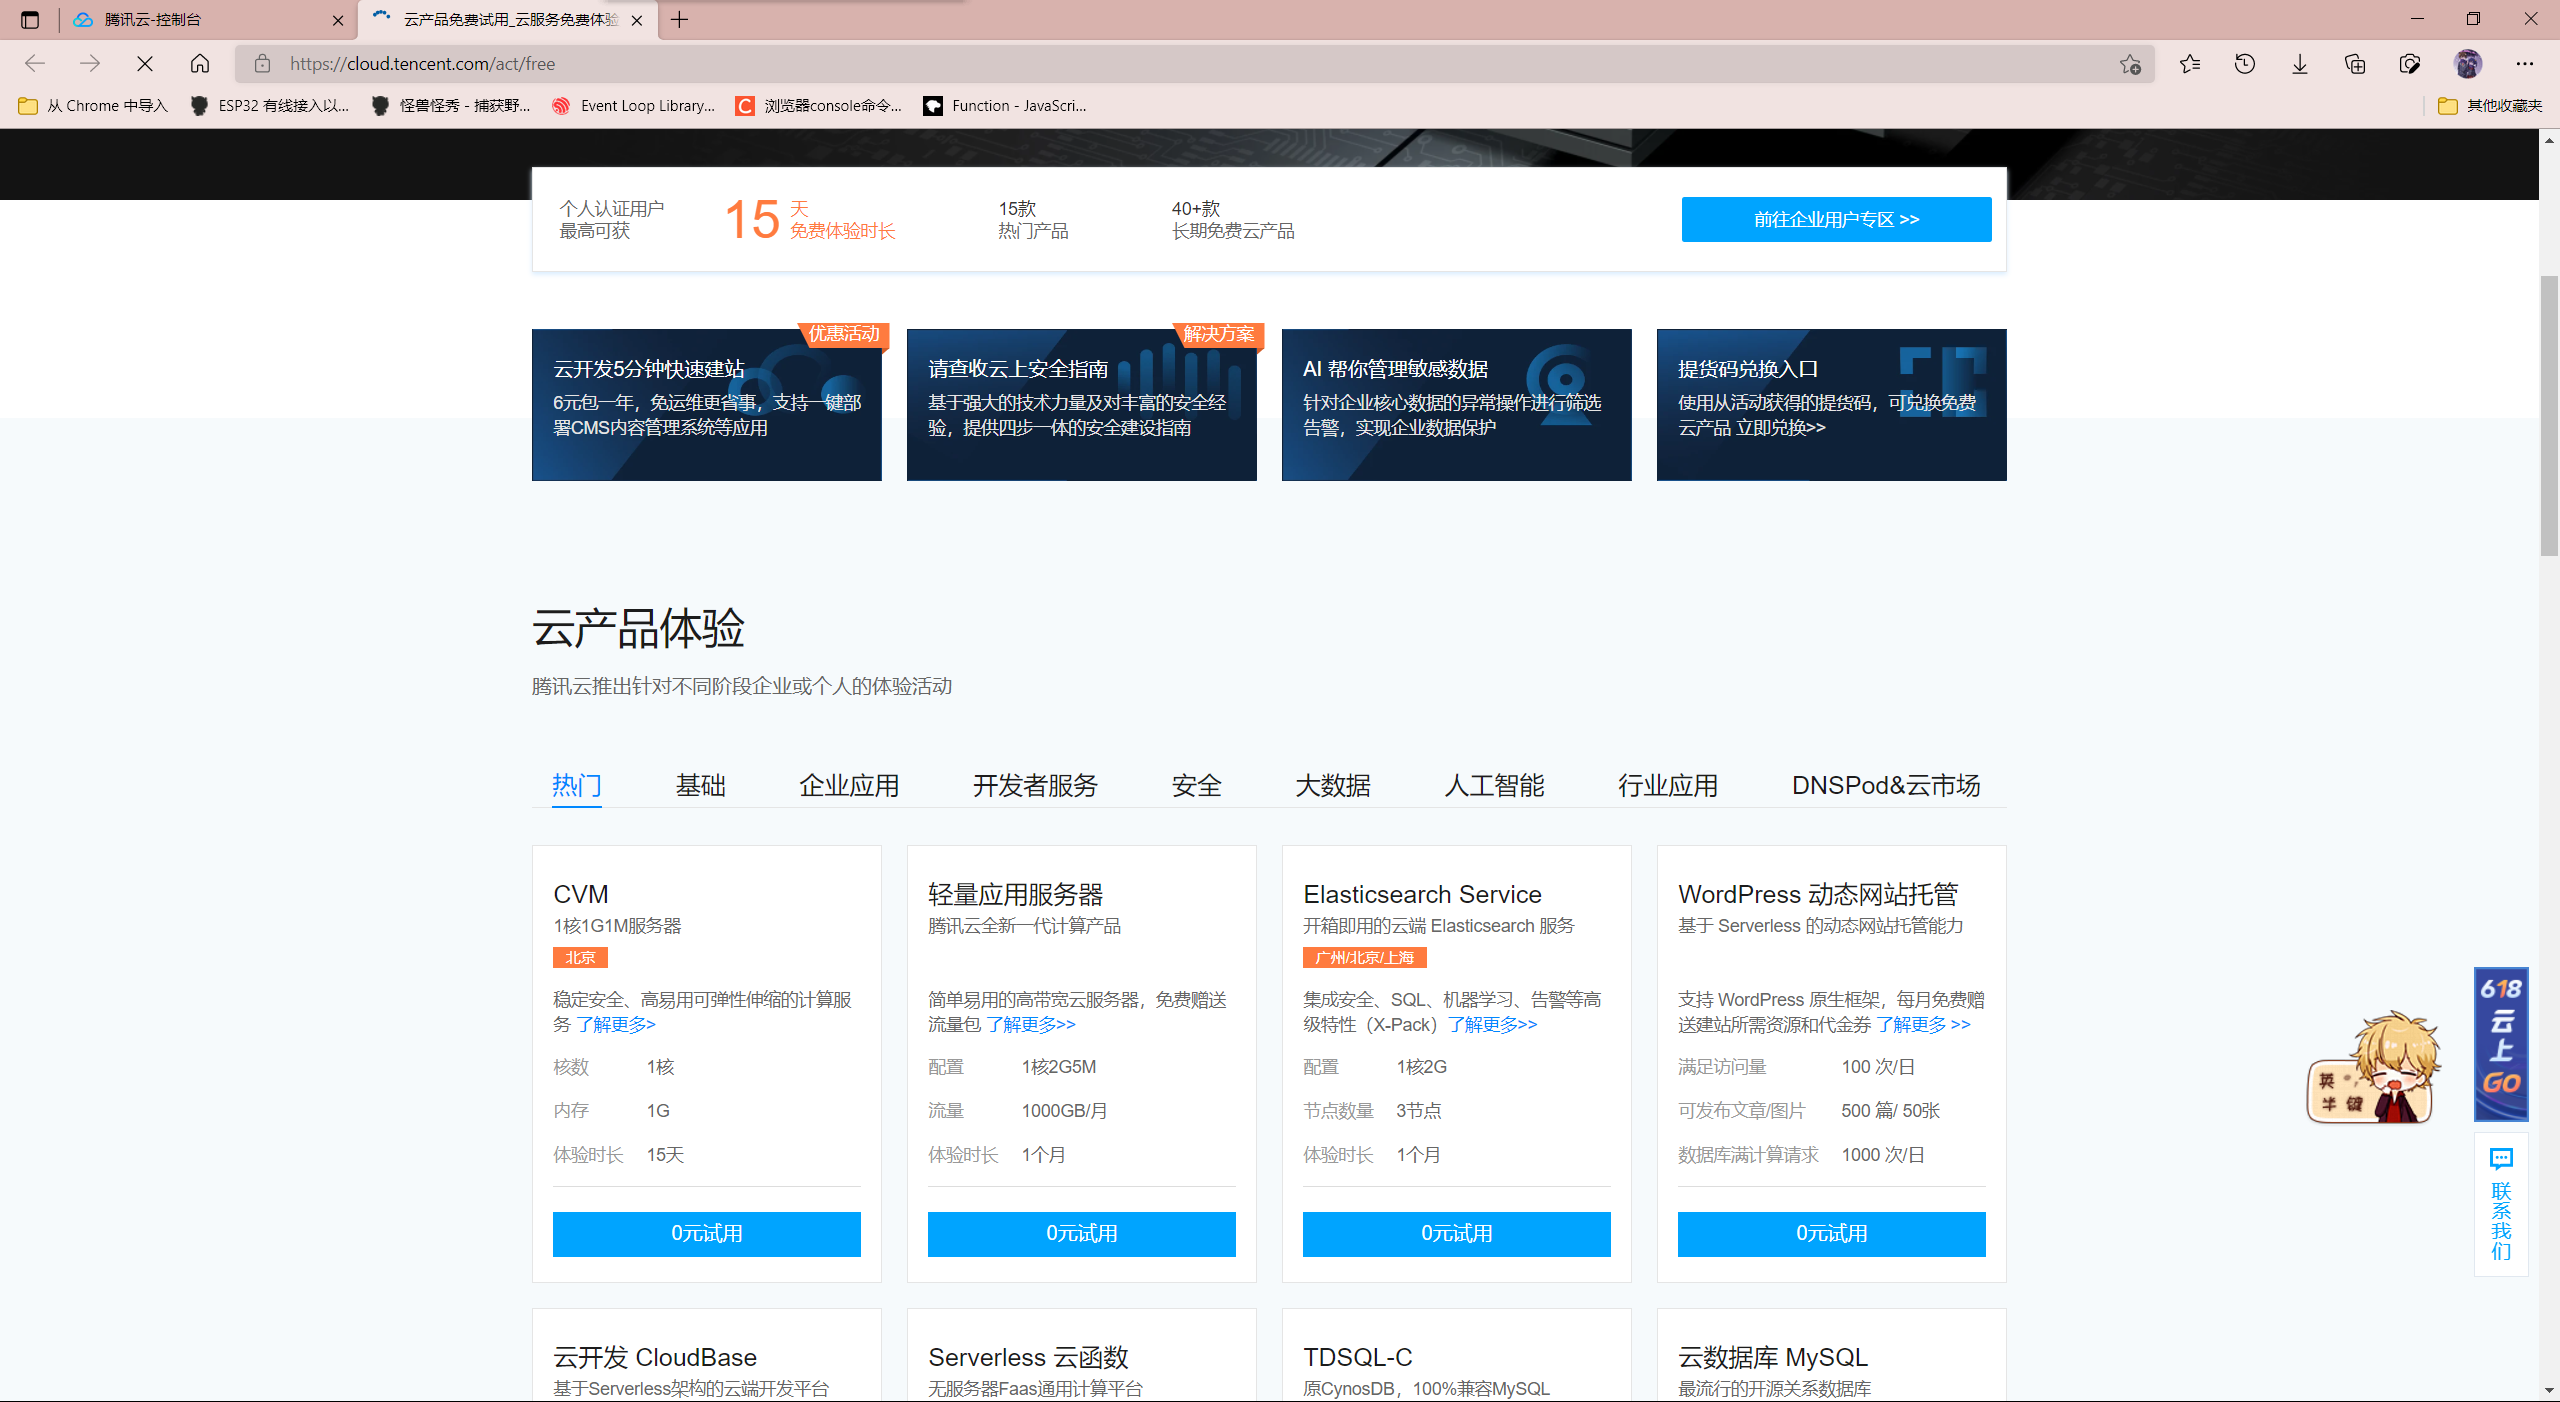 腾讯云-控制台
云产品免费试用_云服务免费体验
https://cloud.tencent.com/act/free
从 Chrome 中导入
ESP32 有线接入以...
怪兽怪秀 - 捕获野...
Event Loop Library...
浏览器console命令...
Function - JavaScri...
其他收藏夹
个人认证用户
最高可获
15 天
免费体验时长
15款
热门产品
40+款
长期免费云产品
前往企业用户专区 >>
优惠活动
云开发5分钟快速建站
6元包一年，免运维更省事，支持一键部
署CMS内容管理系统等应用
解决方案
请查收云上安全指南
基于强大的技术力量及对丰富的安全经
验，提供四步一体的安全建设指南
AI 帮你管理敏感数据
针对企业核心数据的异常操作进行筛选
告警，实现企业数据保护
提货码兑换入口
使用从活动获得的提货码，可兑换免费
云产品 立即兑换>>
云产品体验
腾讯云推出针对不同阶段企业或个人的体验活动
热门
基础
企业应用
开发者服务
安全
大数据
人工智能
行业应用
DNSPod&云市场
CVM
1核1G1M服务器
北京
稳定安全、高易用可弹性伸缩的计算服
务 了解更多>
核数 1核
内存 1G
体验时长 15天
0元试用
轻量应用服务器
腾讯云全新一代计算产品
简单易用的高带宽云服务器，免费赠送
流量包 了解更多>>
配置 1核2G5M
流量 1000GB/月
体验时长 1个月
0元试用
Elasticsearch Service
开箱即用的云端 Elasticsearch 服务
广州/北京/上海
集成安全、SQL、机器学习、告警等高
级特性（X-Pack）了解更多>>
配置 1核2G
节点数量 3节点
体验时长 1个月
0元试用
WordPress 动态网站托管
基于 Serverless 的动态网站托管能力
支持 WordPress 原生框架，每月免费赠
送建站所需资源和代金券 了解更多 >>
满足访问量 100 次/日
可发布文章/图片 500 篇/ 50张
数据库满计算请求 1000 次/日
0元试用
云开发 CloudBase
基于Serverless架构的云端开发平台
Serverless 云函数
无服务器Faas通用计算平台
TDSQL-C
原CynosDB，100%兼容MySQL
云数据库 MySQL
最流行的开源关系数据库
英 °，
半 键
618
云
上
GO
联
系
我
们